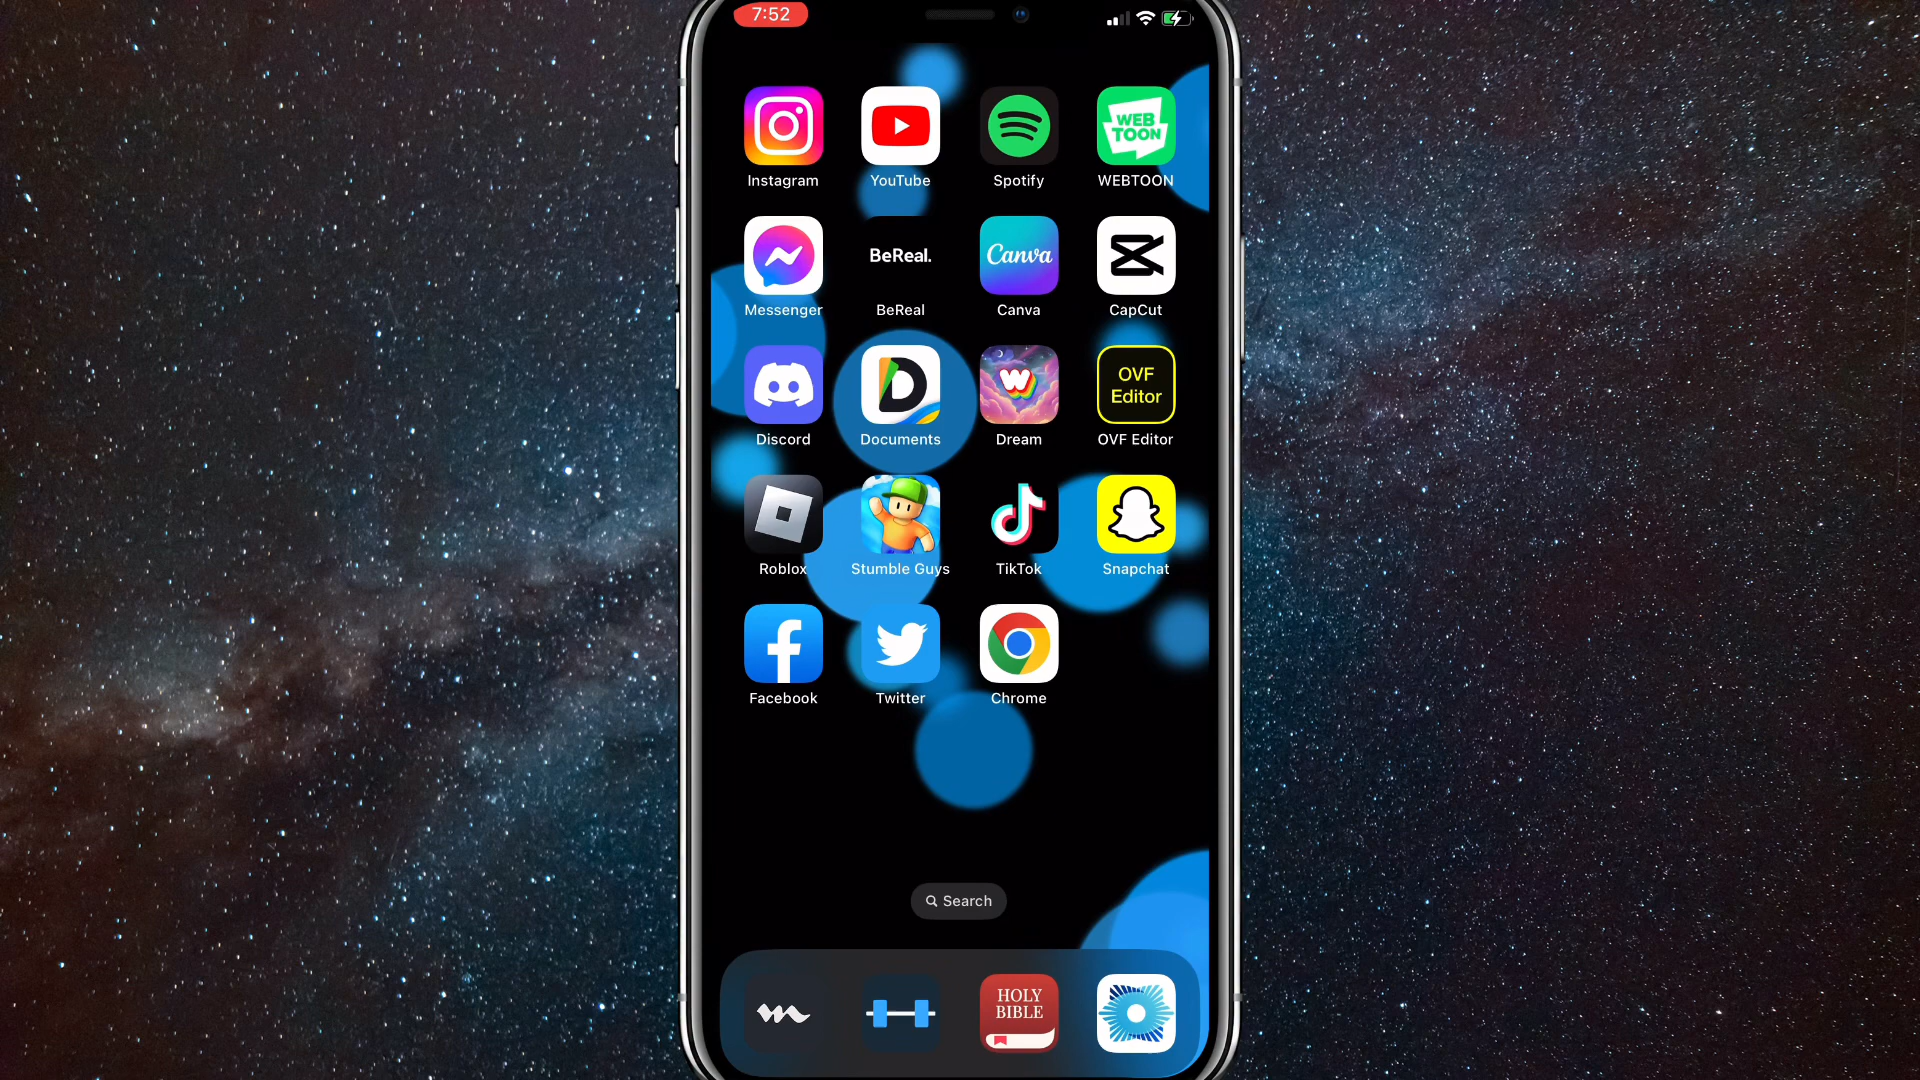 7:52
Instagram
YouTube
Spotify
WEB
TOON
WEBTOON
Messenger
BeReal.
BeReal
Canva
Canva
CapCut
Discord
Documents
Dream
OVF
Editor
OVF Editor
Roblox
Stumble Guys
TikTok
Snapchat
Facebook
Twitter
Chrome
Search
HOLY
BIBLE